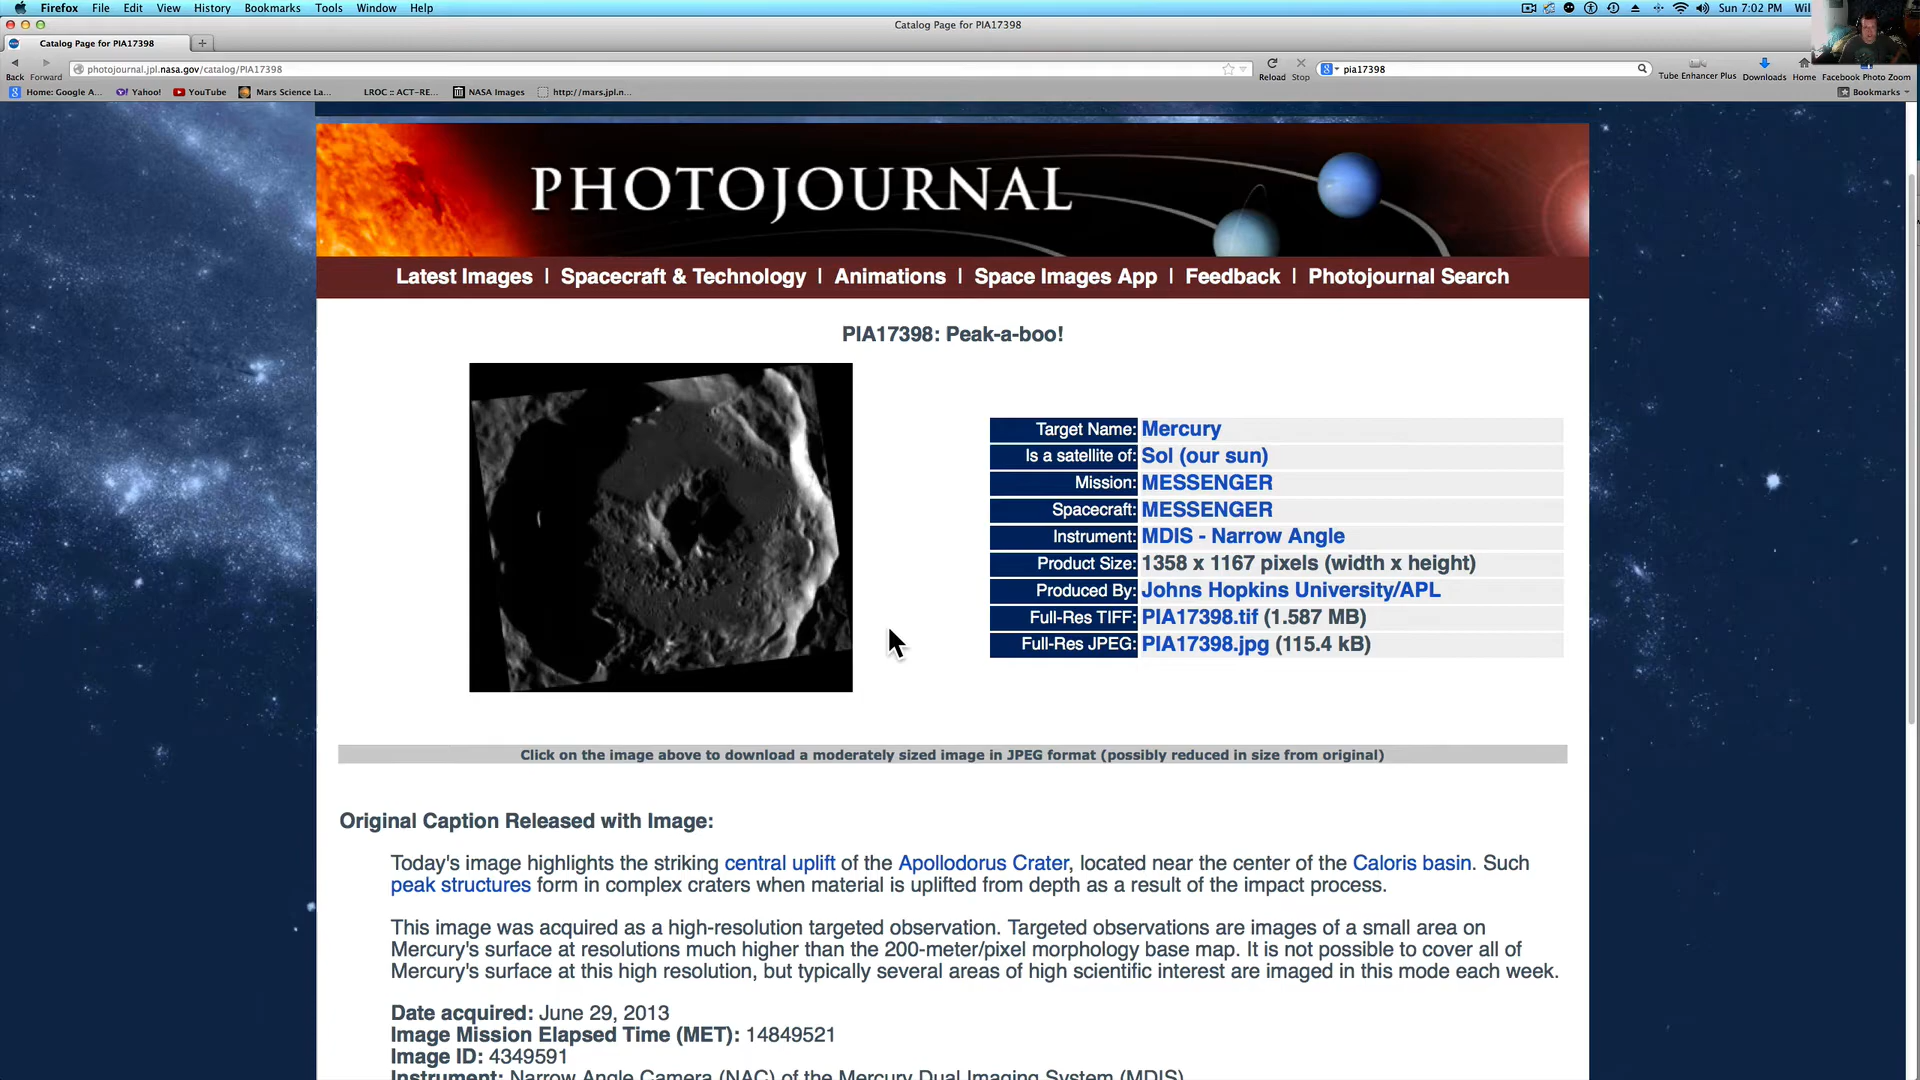 Firefox File Edit View History Bookmarks Tools Window Help Sun 7:02 PM Wil
Catalog Page for PIA17398
Catalog Page for PIA17398 +
Back Forward photojournal.jpl.nasa.gov/catalog/PIA17398 Reload Stop pia17398 Tube Enhancer Plus Downloads Home Facebook Photo Zoom
Home: Google A... Yahoo! YouTube Mars Science La... LROC :: ACT-RE... NASA Images http://mars.jpl.n... Bookmarks
PHOTOJOURNAL
Latest Images | Spacecraft & Technology | Animations | Space Images App | Feedback | Photojournal Search
PIA17398: Peak-a-boo!
Target Name: Mercury
Is a satellite of: Sol (our sun)
Mission: MESSENGER
Spacecraft: MESSENGER
Instrument: MDIS - Narrow Angle
Product Size: 1358 x 1167 pixels (width x height)
Produced By: Johns Hopkins University/APL
Full-Res TIFF: PIA17398.tif (1.587 MB)
Full-Res JPEG: PIA17398.jpg (115.4 kB)
Click on the image above to download a moderately sized image in JPEG format (possibly reduced in size from original)
Original Caption Released with Image:
Today's image highlights the striking central uplift of the Apollodorus Crater, located near the center of the Caloris basin. Such
peak structures form in complex craters when material is uplifted from depth as a result of the impact process.
This image was acquired as a high-resolution targeted observation. Targeted observations are images of a small area on
Mercury's surface at resolutions much higher than the 200-meter/pixel morphology base map. It is not possible to cover all of
Mercury's surface at this high resolution, but typically several areas of high scientific interest are imaged in this mode each week.
Date acquired: June 29, 2013
Image Mission Elapsed Time (MET): 14849521
Image ID: 4349591
Instrument: Narrow Angle Camera (NAC) of the Mercury Dual Imaging System (MDIS)